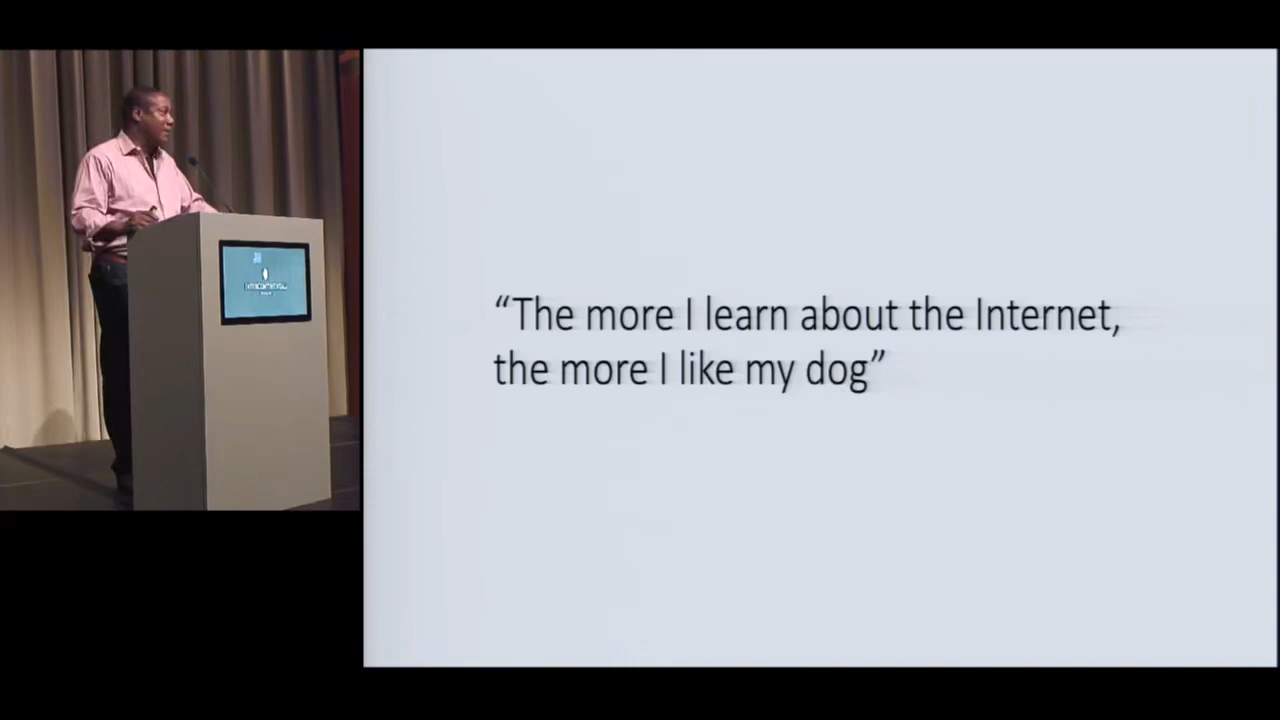 “The more I learn about the Internet,
the more I like my dog”